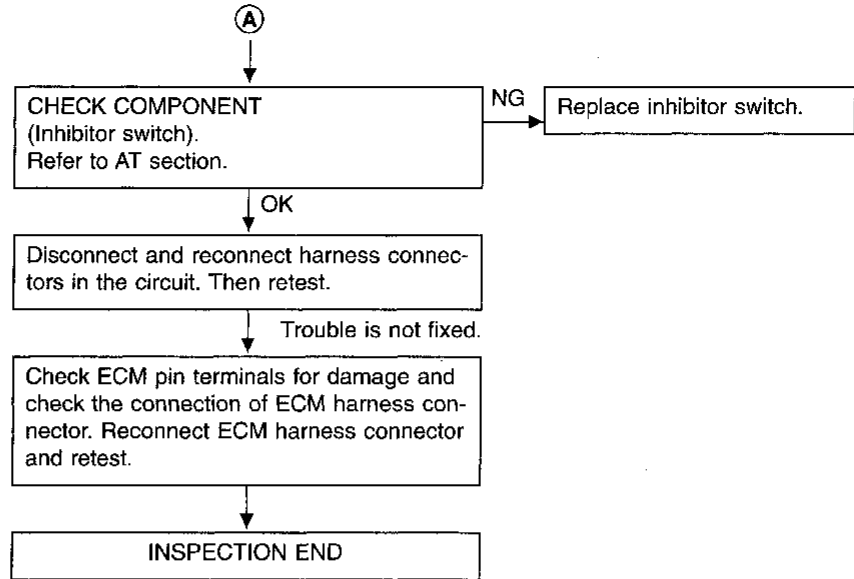 A
CHECK COMPONENT
(Inhibitor switch).
Refer to AT section.
NG
Replace inhibitor switch.
OK
Disconnect and reconnect harness connec-
tors in the circuit. Then retest.
Trouble is not fixed.
Check ECM pin terminals for damage and
check the connection of ECM harness con-
nector. Reconnect ECM harness connector
and retest.
INSPECTION END